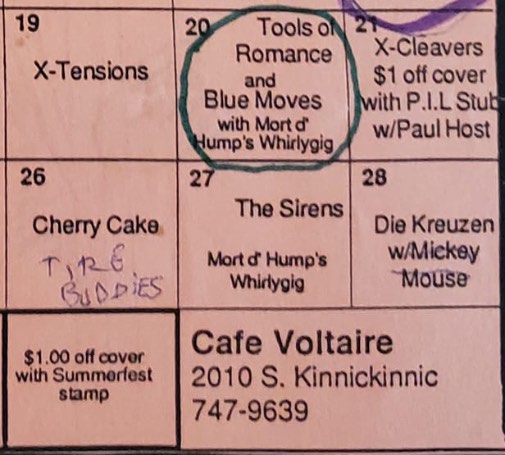 19
X-Tensions
20
Tools of
Romance
and
Blue Moves
with Mort d'
Hump's Whirlygig
21
X-Cleavers
$1 off cover
with P.I.L Stub
w/Paul Host
26
Cherry Cake
TIRE
BUDDIES
27
The Sirens
Mort d' Hump's
Whirlygig
28
Die Kreuzen
w/Mickey
Mouse
$1.00 off cover
with Summerfest
stamp
Cafe Voltaire
2010 S. Kinnickinnic
747-9639